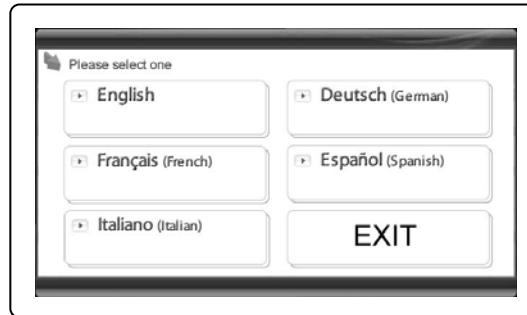 Please select one
English
Deutsch (German)
Français (French)
Español (Spanish)
Italiano (Italian)
EXIT